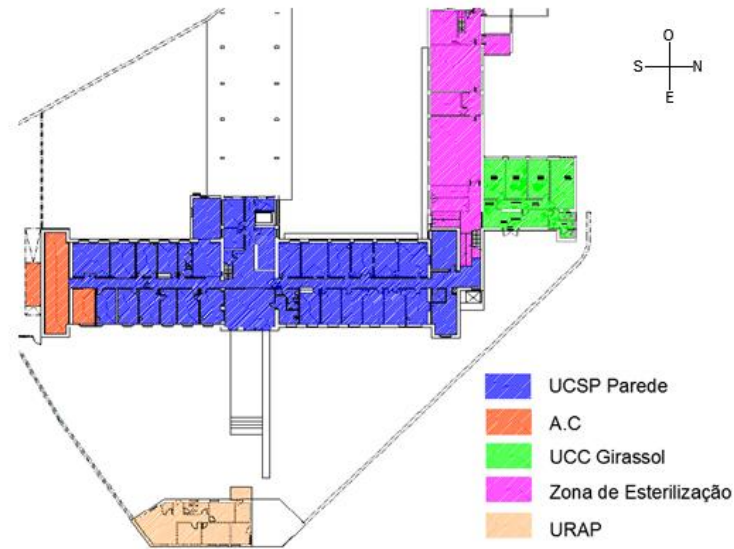 O
S N
E
UCSP Parede
A.C
UCC Girassol
Zona de Esterilização
URAP